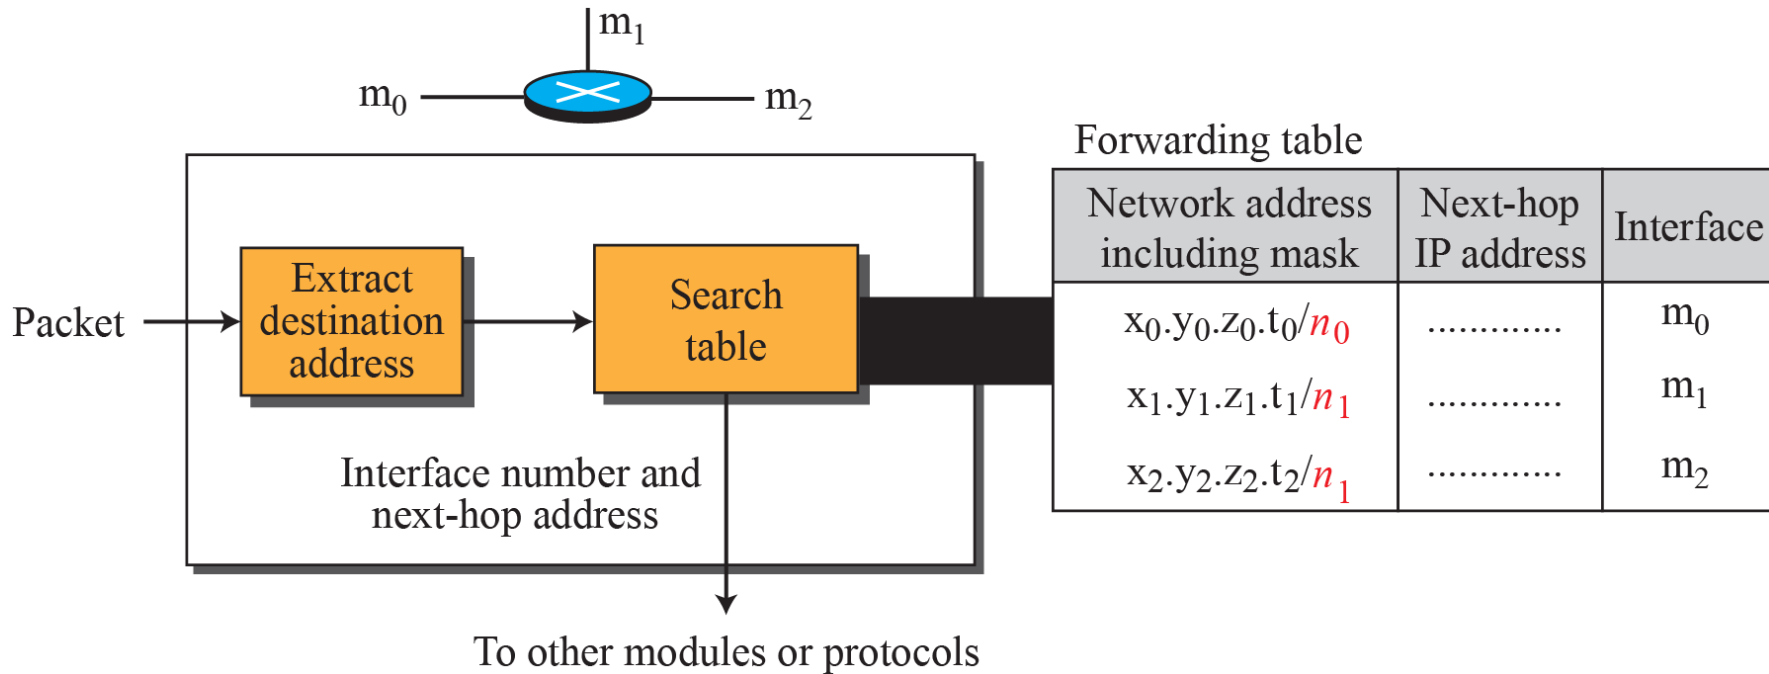 m₁
m₀
m₂
Forwarding table
Network address
including mask
Next-hop
IP address
Interface
Packet
Extract
destination
address
Search
table
x₀.y₀.z₀.t₀/n₀
.............
m₀
x₁.y₁.z₁.t₁/n₁
.............
m₁
x₂.y₂.z₂.t₂/n₁
.............
m₂
Interface number and
next-hop address
To other modules or protocols